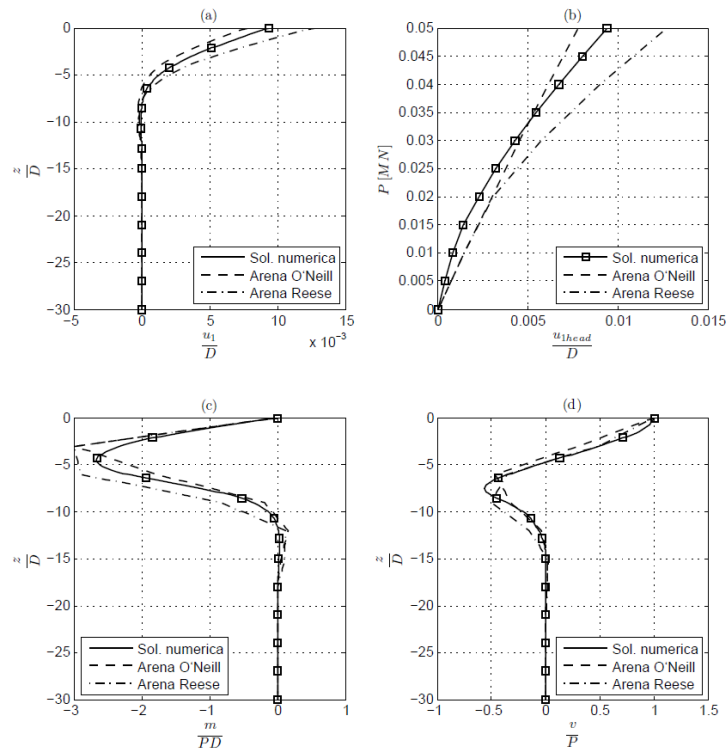 (a)
0
−5
−10
−15
−20
−25
−30
z/D
−5
0
5
10
15
x 10⁻³
u₁/D
Sol. numerica
Arena O'Neill
Arena Reese
(b)
0.05
0.045
0.04
0.035
0.03
0.025
0.02
0.015
0.01
0.005
0
P [MN]
0
0.005
0.01
0.015
u₁head/D
Sol. numerica
Arena O'Neill
Arena Reese
(c)
0
−5
−10
−15
−20
−25
−30
z/D
−3
−2
−1
0
1
m/PD
Sol. numerica
Arena O'Neill
Arena Reese
(d)
0
−5
−10
−15
−20
−25
−30
z/D
−1
−0.5
0
0.5
1
1.5
v/P
Sol. numerica
Arena O'Neill
Arena Reese